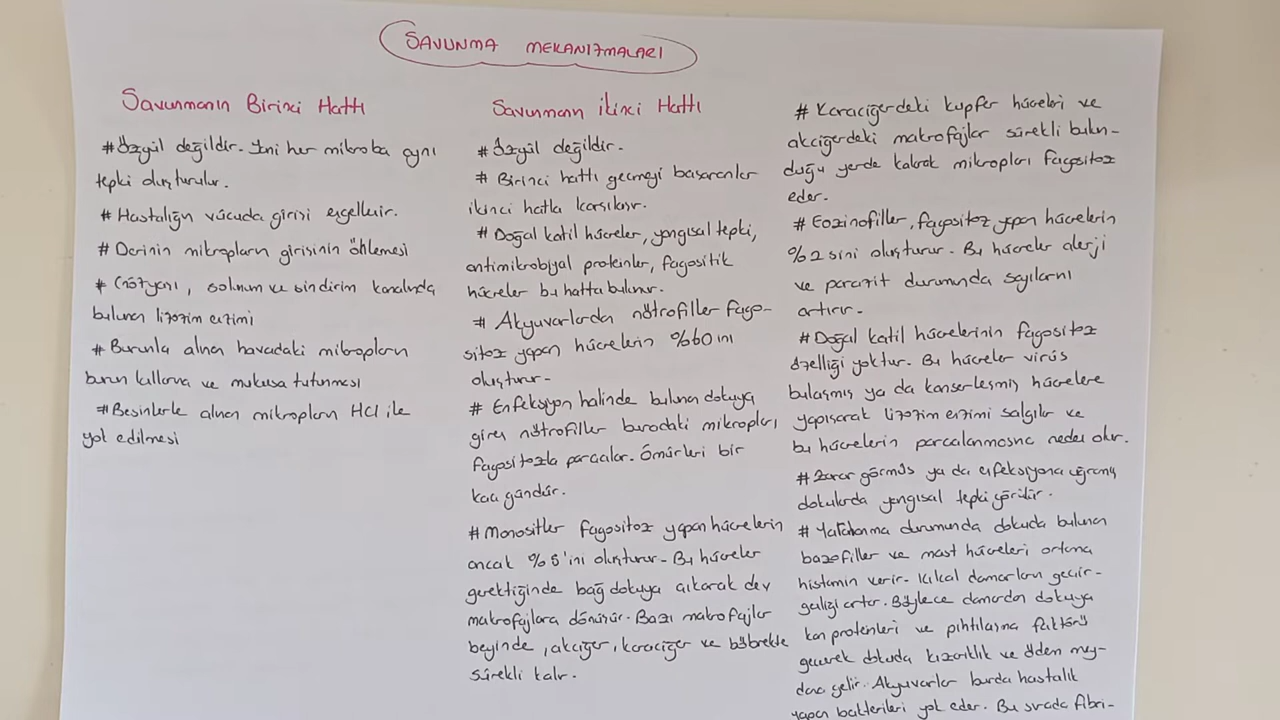 SAVUNMA MEKANIZMALARI
Savunmanın Birinci Hattı
# Özgül değildir. Yani her mikroba aynı
tepki oluşturulur.
# Hastalığın vücuda girişi engellenir.
# Derinin mikropların girişinin önlemesi
# Gözyaşı, solunum ve sindirim kanalında
bulunan lizozim enzimi
# Burunla alınan havadaki mikropların
burun kıllarına ve mukusa tutunması
# Besinlerle alınan mikropların HCl ile
yok edilmesi
Savunmanın İkinci Hattı
# Özgül değildir.
# Birinci hattı geçmeyi başaranlar
ikinci hatla karşılaşır.
# Doğal katil hücreler, yangısal tepki,
antimikrobiyal proteinler, fagositik
hücreler bu hatta bulunur.
# Akyuvarlardan nötrofiller fago-
sitoz yapan hücrelerin %60 ını
oluşturur.
# Enfeksiyon halinde bulunan dokuya
giren nötrofiller buradaki mikropları
fagositozla parçalar. Ömürleri bir
kaç gündür.
# Monositler fagositoz yapan hücrelerin
ancak %5'ini oluşturur. Bu hücreler
gerektiğinde bağ dokuya çıkarak dev
makrofajlara dönüşür. Bazı makrofajlar
beyinde, akciğer, karaciğer ve böbrekte
sürekli kalır.
# Karaciğerdeki kupfer hücreleri ve
akciğerdeki makrofajlar sürekli bulun-
duğu yerde kalarak mikropları fagositoz
eder.
# Eozinofiller, fagositoz yapan hücrelerin
%2 sini oluşturur. Bu hücreler alerji
ve parazit durumunda sayılarını
artırır.
# Doğal katil hücrelerinin fagositoz
özelliği yoktur. Bu hücreler virüs
bulaşmış ya da kanserleşmiş hücrelere
yapışarak lizozim enzimi salgılar ve
bu hücrelerin parçalanmasına neden olur.
# Zarar görmüş ya da enfeksiyona uğramış
dokularda yangısal tepki görülür.
# Yaralanma durumunda dokuda bulunan
bazofiller ve mast hücreleri ortama
histamin verir. Kılcal damarların geçir-
genliği artar. Böylece damardan dokuya
kan proteinleri ve pıhtılaşma faktörü
geçerek dokuda kızarıklık ve ödem mey-
dana gelir. Akyuvarlar burda hastalık
yapan bakterileri yok eder. Bu sırada fibri-